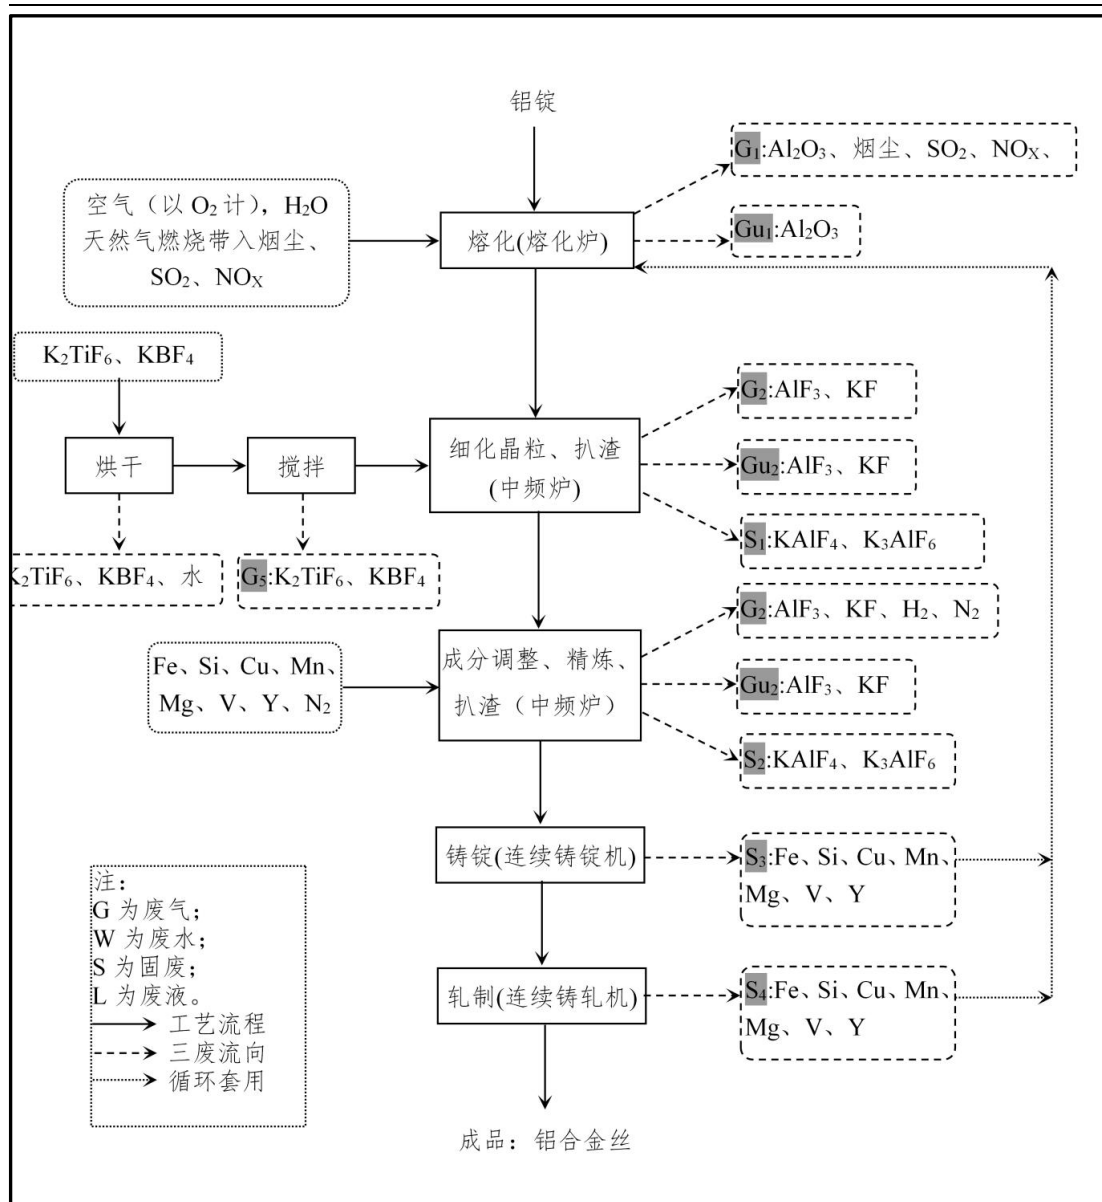 铝锭
G₁:Al₂O₃、烟尘、SO₂、NOₓ、
空气（以 O₂ 计），H₂O
天然气燃烧带入烟尘、
SO₂、NOₓ
熔化(熔化炉)
Gu₁:Al₂O₃
K₂TiF₆、KBF₄
G₂:AlF₃、KF
烘干
搅拌
细化晶粒、扒渣
(中频炉)
Gu₂:AlF₃、KF
S₁:KAlF₄、K₃AlF₆
K₂TiF₆、KBF₄、水
G₅:K₂TiF₆、KBF₄
G₂:AlF₃、KF、H₂、N₂
Fe、Si、Cu、Mn、
Mg、V、Y、N₂
成分调整、精炼、
扒渣（中频炉）
Gu₂:AlF₃、KF
S₂:KAlF₄、K₃AlF₆
铸锭(连续铸锭机)
S₃:Fe、Si、Cu、Mn、
Mg、V、Y
轧制(连续铸轧机)
S₄:Fe、Si、Cu、Mn、
Mg、V、Y
注：
G 为废气；
W 为废水；
S 为固废；
L 为废液。
工艺流程
三废流向
循环套用
成品：铝合金丝